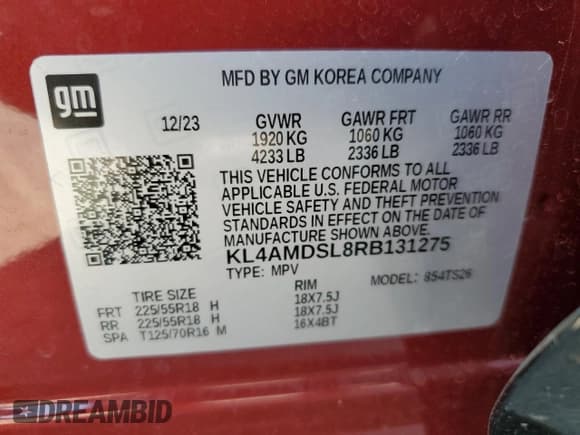 gm
MFD BY GM KOREA COMPANY
12/23 GVWR GAWR FRT GAWR RR
1920 KG 1060 KG 1060 KG
4233 LB 2336 LB 2336 LB
THIS VEHICLE CONFORMS TO ALL
APPLICABLE U.S. FEDERAL MOTOR
VEHICLE SAFETY AND THEFT PREVENTION
STANDARDS IN EFFECT ON THE DATE OF
MANUFACTURE SHOWN ABOVE.
KL4AMDSL8RB131275
TYPE: MPV MODEL: 854TS26
TIRE SIZE RIM
FRT 225/55R18 H 18X7.5J
RR 225/55R18 H 18X7.5J
SPA T125/70R16 M 16X4BT
DREAMBID